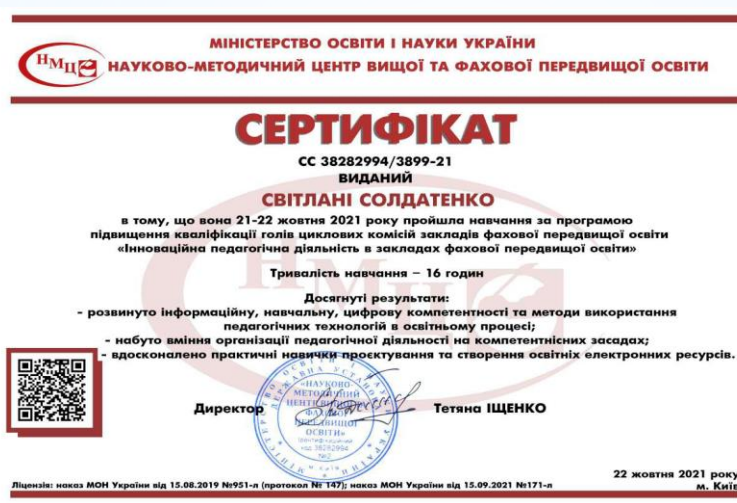 МІНІСТЕРСТВО ОСВІТИ І НАУКИ УКРАЇНИ
НМЦ
НАУКОВО-МЕТОДИЧНИЙ ЦЕНТР ВИЩОЇ ТА ФАХОВОЇ ПЕРЕДВИЩОЇ ОСВІТИ
СЕРТИФІКАТ
СС 38282994/3899-21
ВИДАНИЙ
СВІТЛАНІ СОЛДАТЕНКО
в тому, що вона 21-22 жовтня 2021 року пройшла навчання за програмою
підвищення кваліфікації голів циклових комісій закладів фахової передвищої освіти
«Інноваційна педагогічна діяльність в закладах фахової передвищої освіти»
Тривалість навчання – 16 годин
Досягнуті результати:
- розвинуто інформаційну, навчальну, цифрову компетентності та методи використання
педагогічних технологій в освітньому процесі;
- набуто вміння організації педагогічної діяльності на компетентнісних засадах;
- вдосконалено практичні навички проєктування та створення освітніх електронних ресурсів.
«НАУКОВО-
МЕТОДИЧНИЙ
ФАХОВОЇ
ПЕРЕДВИЩОЇ
ОСВІТИ»
38282994
Директор
Тетяна ІЩЕНКО
22 жовтня 2021 року
Ліцензія: наказ МОН України від 15.08.2019 №951-л (протокол № 147); наказ МОН України від 15.09.2021 №171-л
м. Київ